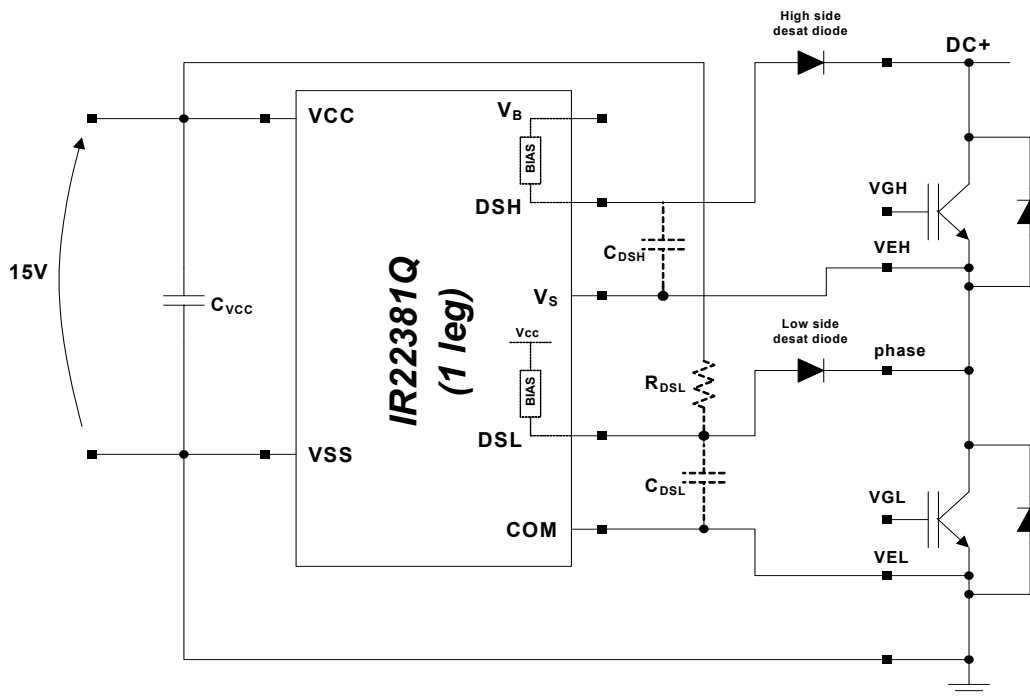 High side
desat diode
DC+
VCC
VB
BIAS
DSH
VGH
CDSH
VEH
15V
CVCC
IR22381Q
(1 leg)
VS
Low side
desat diode
phase
Vcc
RDSL
BIAS
DSL
VSS
CDSL
VGL
COM
VEL